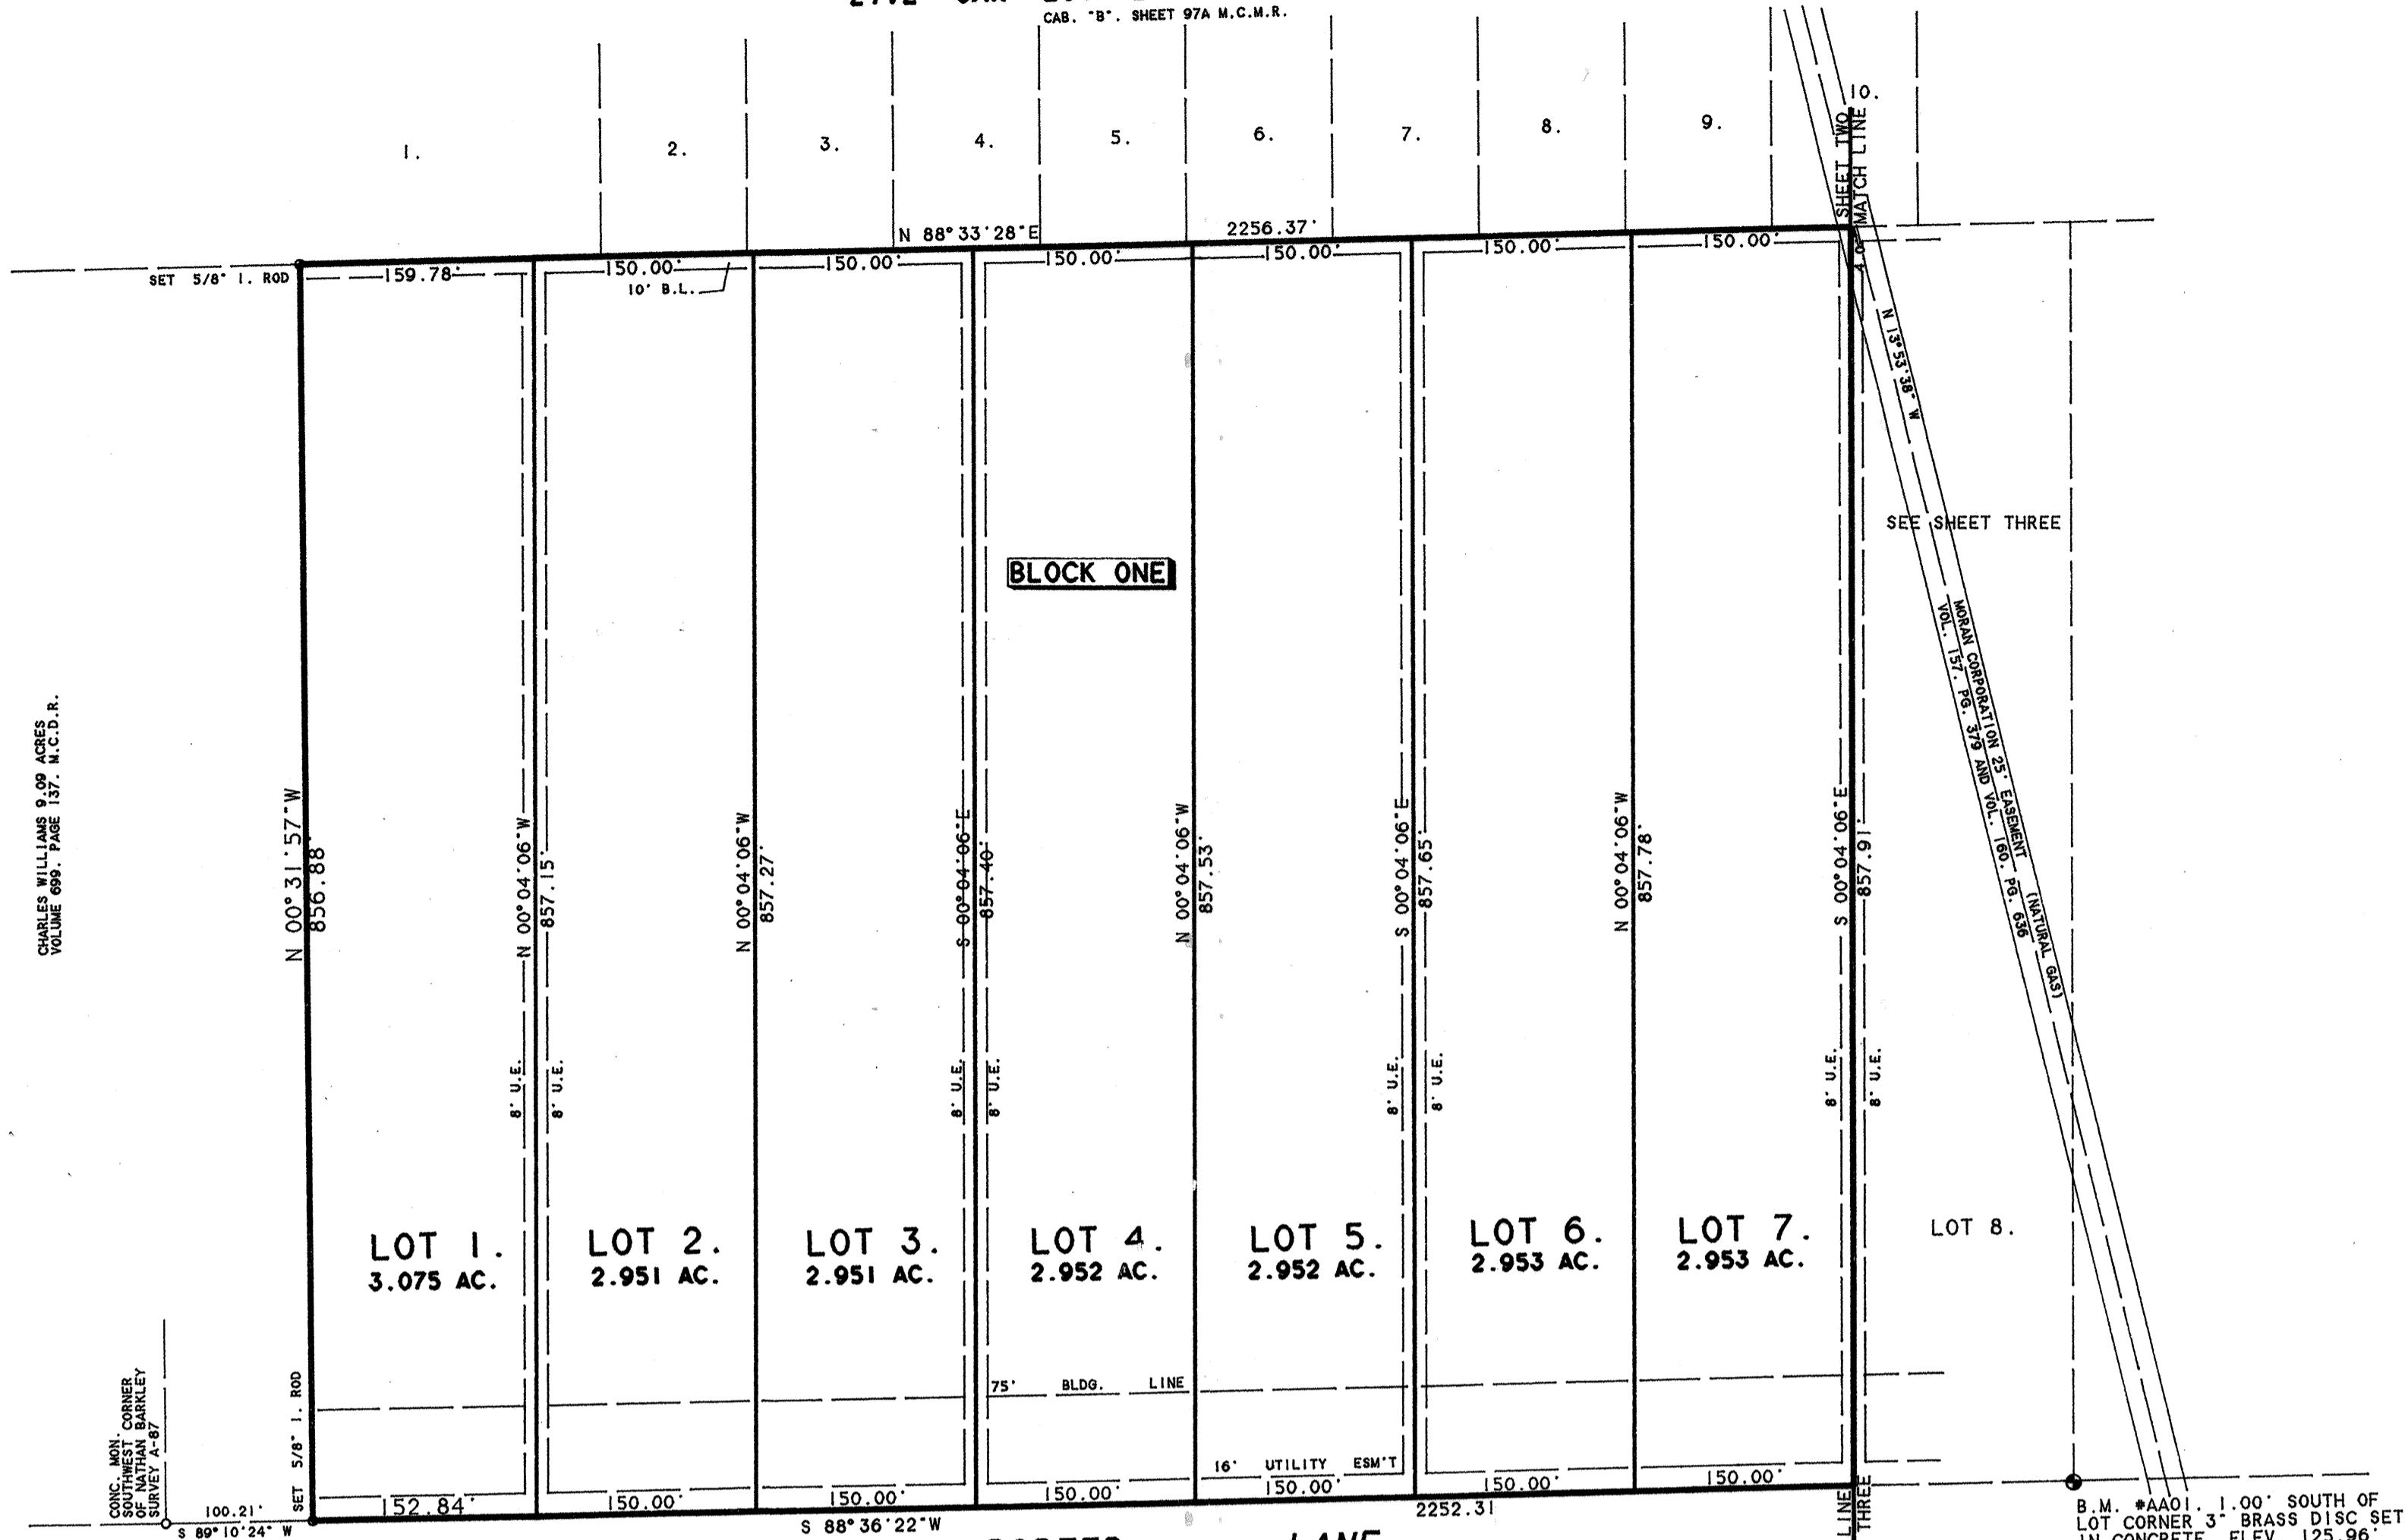 CAB. "B". SHEET 97A M.C.M.R.
1.
2.
3.
4.
5.
6.
7.
8.
9.
10.
SHEET TWO
MATCH LINE
N 88°33'28"E
2256.37'
SET 5/8" I. ROD
159.78'
150.00'
150.00'
150.00'
150.00'
150.00'
150.00'
10' B.L.
N 13°53'38" W
SEE SHEET THREE
BLOCK ONE
MORAN CORPORATION 25' EASEMENT (NATURAL GAS)
VOL. 157. PG. 379 AND VOL. 160. PG. 636
CHARLES WILLIAMS 9.09 ACRES
VOLUME 699. PAGE 137. M.C.D.R.
N 00°31'57"W
856.88'
N 00°04'06"W
857.15'
N 00°04'06"W
857.27'
S 00°04'06"E
857.40'
N 00°04'06"W
857.53'
S 00°04'06"E
857.65'
N 00°04'06"W
857.78'
S 00°04'06"E
857.91'
8' U.E.
8' U.E.
8' U.E.
8' U.E.
8' U.E.
8' U.E.
8' U.E.
8' U.E.
LOT 1.
3.075 AC.
LOT 2.
2.951 AC.
LOT 3.
2.951 AC.
LOT 4.
2.952 AC.
LOT 5.
2.952 AC.
LOT 6.
2.953 AC.
LOT 7.
2.953 AC.
LOT 8.
75' BLDG. LINE
16' UTILITY ESM'T
CONC. MON.
SOUTHWEST CORNER
OF NATHAN BARKLEY
SURVEY A-87
SET 5/8" I. ROD
100.21'
S 89°10'24" W
152.84'
150.00'
150.00'
150.00'
150.00'
150.00'
150.00'
S 88°36'22"W
2252.31
LINE
THREE
LANE
B.M. #AA01. 1.00' SOUTH OF
LOT CORNER 3" BRASS DISC SET
IN CONCRETE ELEV. 125.96'